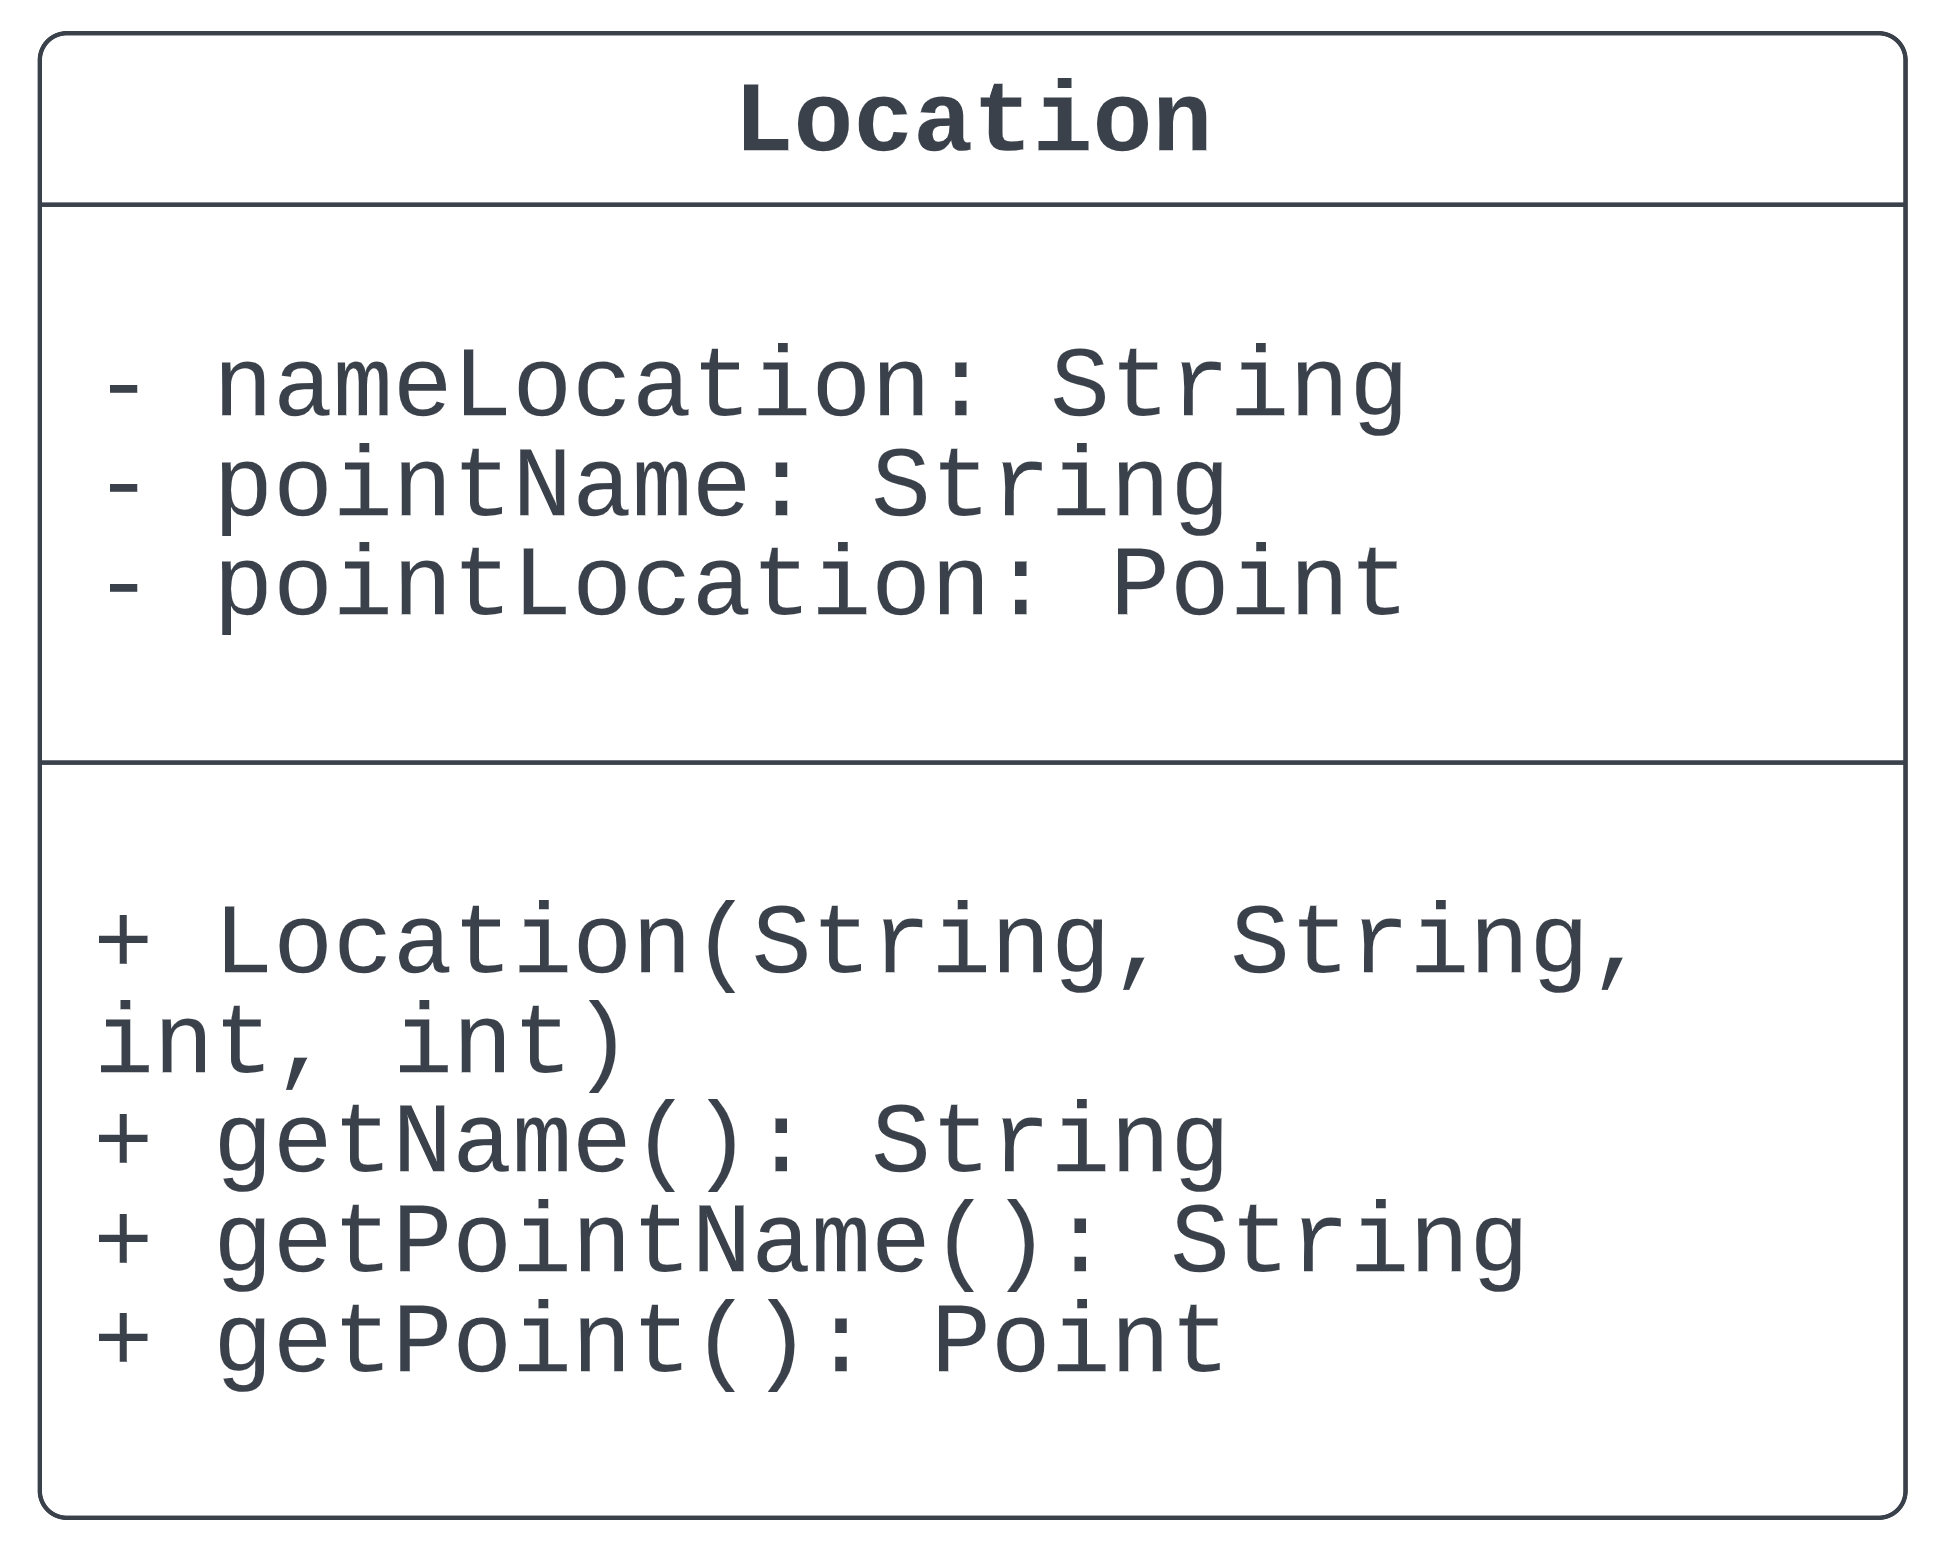 Location
- nameLocation: String
- pointName: String
- pointLocation: Point
+ Location(String, String,
int, int)
+ getName(): String
+ getPointName(): String
+ getPoint(): Point